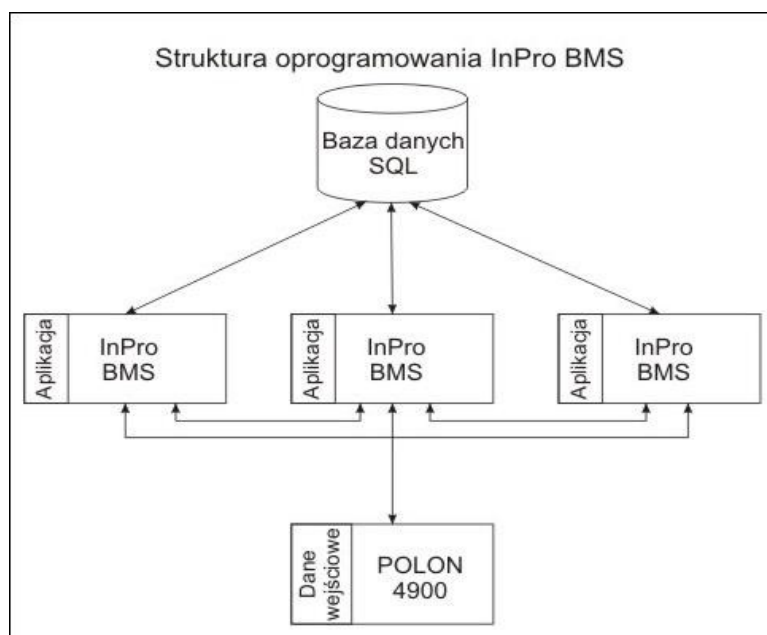 Struktura oprogramowania InPro BMS
Baza danych
SQL
Aplikacja
InPro
BMS
Aplikacja
InPro
BMS
Aplikacja
InPro
BMS
Dane
wejściowe
POLON
4900